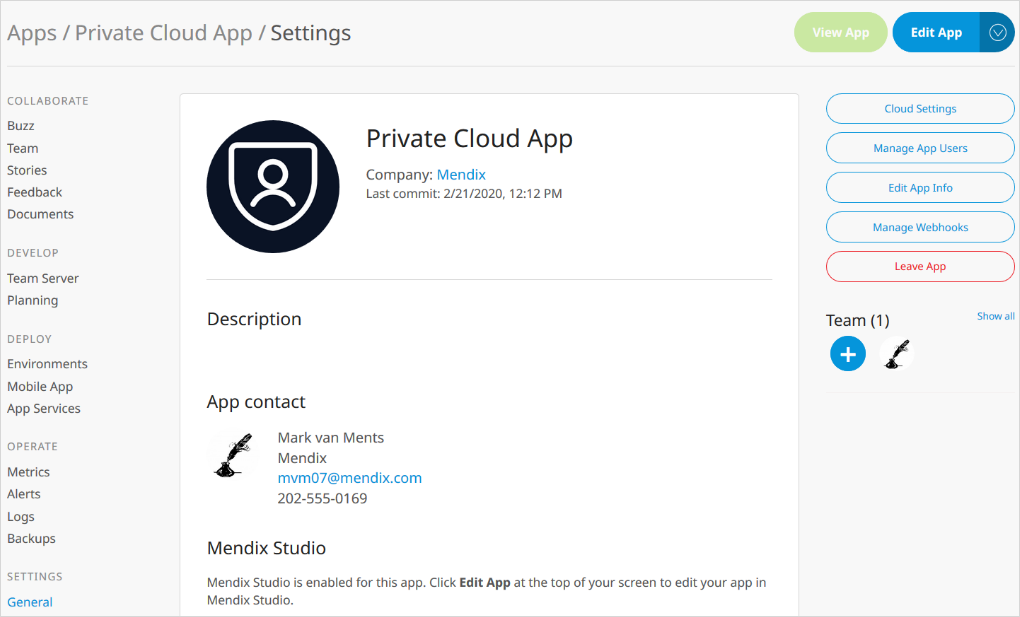 Apps / Private Cloud App / Settings
View App
Edit App
COLLABORATE
Buzz
Team
Stories
Feedback
Documents
DEVELOP
Team Server
Planning
DEPLOY
Environments
Mobile App
App Services
OPERATE
Metrics
Alerts
Logs
Backups
SETTINGS
General
Private Cloud App
Company: Mendix
Last commit: 2/21/2020, 12:12 PM
Description
App contact
Mark van Ments
Mendix
mvm07@mendix.com
202-555-0169
Mendix Studio
Mendix Studio is enabled for this app. Click Edit App at the top of your screen to edit your app in
Mendix Studio.
Cloud Settings
Manage App Users
Edit App Info
Manage Webhooks
Leave App
Team (1)
Show all